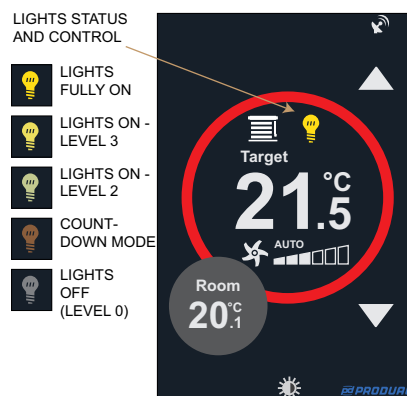 LIGHTS STATUS
AND CONTROL
LIGHTS
FULLY ON
LIGHTS ON -
LEVEL 3
LIGHTS ON -
LEVEL 2
COUNT-
DOWN MODE
LIGHTS
OFF
(LEVEL 0)
Target
21.5 °C
AUTO
Room
20.1 °C
PRODUAL